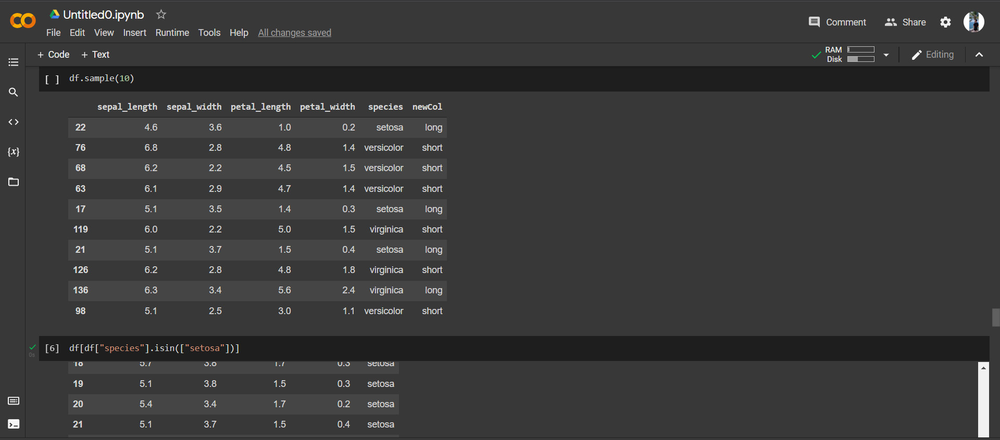 Untitled0.ipynb
File Edit View Insert Runtime Tools Help All changes saved
Comment Share
+ Code + Text
RAM
Disk
Editing
[ ] df.sample(10)
sepal_length sepal_width petal_length petal_width species newCol
22 4.6 3.6 1.0 0.2 setosa long
76 6.8 2.8 4.8 1.4 versicolor short
68 6.2 2.2 4.5 1.5 versicolor short
63 6.1 2.9 4.7 1.4 versicolor short
17 5.1 3.5 1.4 0.3 setosa long
119 6.0 2.2 5.0 1.5 virginica short
21 5.1 3.7 1.5 0.4 setosa long
126 6.2 2.8 4.8 1.8 virginica short
136 6.3 3.4 5.6 2.4 virginica long
98 5.1 2.5 3.0 1.1 versicolor short
[6] df[df["species"].isin(["setosa"])]
0s
18 5.7 3.8 1.7 0.3 setosa
19 5.1 3.8 1.5 0.3 setosa
20 5.4 3.4 1.7 0.2 setosa
21 5.1 3.7 1.5 0.4 setosa